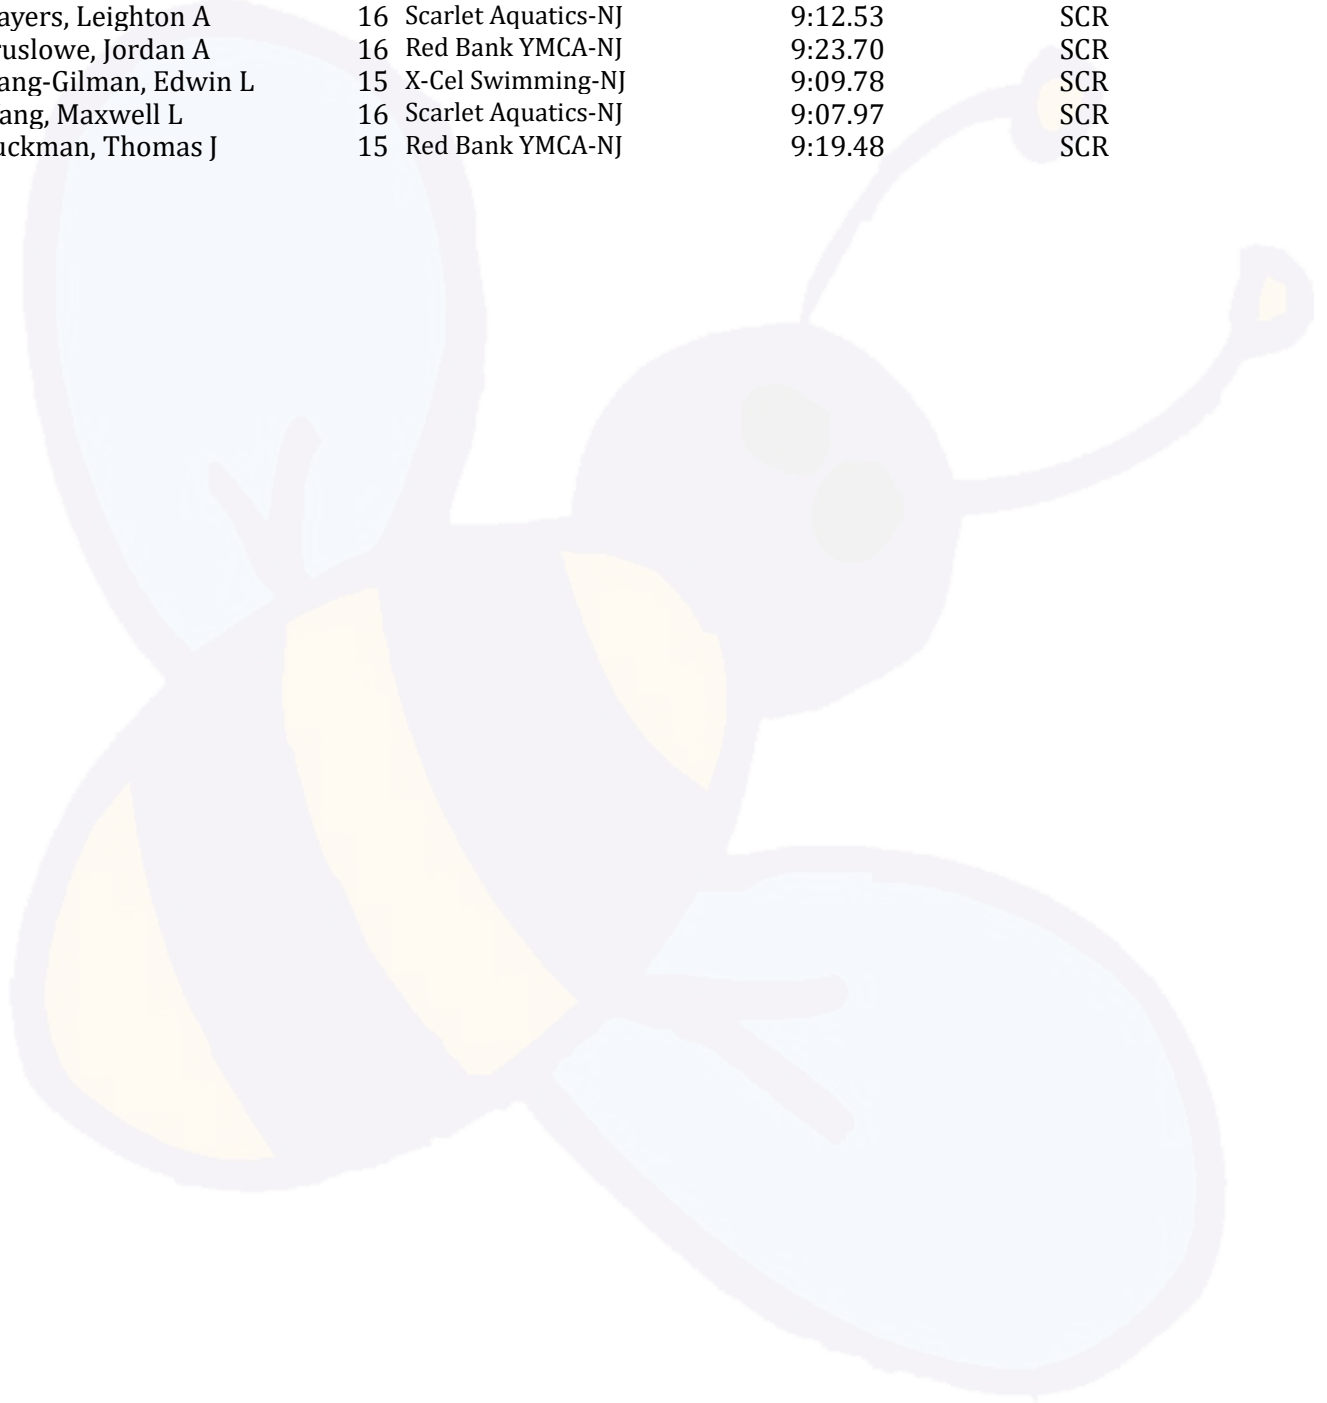 ayers, Leighton A 16 Scarlet Aquatics-NJ 9:12.53 SCR
ruslowe, Jordan A 16 Red Bank YMCA-NJ 9:23.70 SCR
ang-Gilman, Edwin L 15 X-Cel Swimming-NJ 9:09.78 SCR
ang, Maxwell L 16 Scarlet Aquatics-NJ 9:07.97 SCR
uckman, Thomas J 15 Red Bank YMCA-NJ 9:19.48 SCR